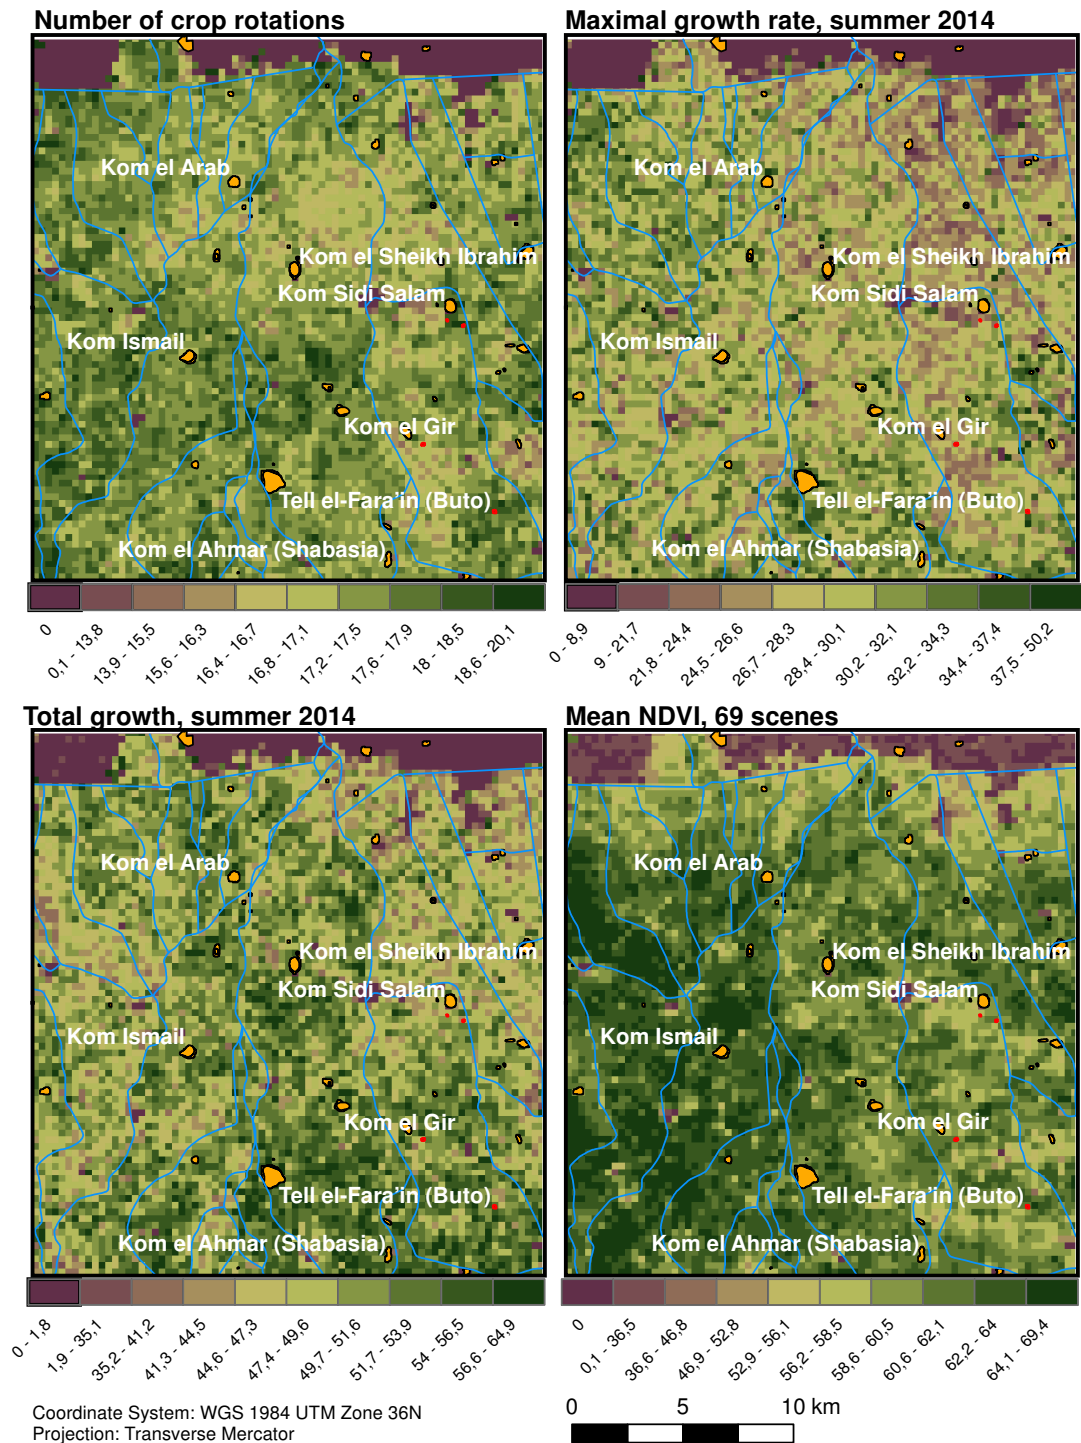 Number of crop rotations
Maximal growth rate, summer 2014
Kom el Arab
Kom el Sheikh Ibrahim
Kom Sidi Salam
Kom Ismail
Kom el Gir
Tell el-Fara'in (Buto)
Kom el Ahmar (Shabasia)
Kom el Arab
Kom el Sheikh Ibrahim
Kom Sidi Salam
Kom Ismail
Kom el Gir
Tell el-Fara'in (Buto)
Kom el Ahmar (Shabasia)
0
0,1 - 13,8
13,9 - 15,5
15,6 - 16,3
16,4 - 16,7
16,8 - 17,1
17,2 - 17,5
17,6 - 17,9
18 - 18,5
18,6 - 20,1
0 - 8,9
9 - 21,7
21,8 - 24,4
24,5 - 26,6
26,7 - 28,3
28,4 - 30,1
30,2 - 32,1
32,2 - 34,3
34,4 - 37,4
37,5 - 50,2
Total growth, summer 2014
Mean NDVI, 69 scenes
Kom el Arab
Kom el Sheikh Ibrahim
Kom Sidi Salam
Kom Ismail
Kom el Gir
Tell el-Fara'in (Buto)
Kom el Ahmar (Shabasia)
Kom el Arab
Kom el Sheikh Ibrahim
Kom Sidi Salam
Kom Ismail
Kom el Gir
Tell el-Fara'in (Buto)
Kom el Ahmar (Shabasia)
0 - 1,8
1,9 - 35,1
35,2 - 41,2
41,3 - 44,5
44,6 - 47,3
47,4 - 49,6
49,7 - 51,6
51,7 - 53,9
54 - 56,5
56,6 - 64,9
0
0,1 - 36,5
36,6 - 46,8
46,9 - 52,8
52,9 - 56,1
56,2 - 58,5
58,6 - 60,5
60,6 - 62,1
62,2 - 64
64,1 - 69,4
Coordinate System: WGS 1984 UTM Zone 36N
Projection: Transverse Mercator
0 5 10 km